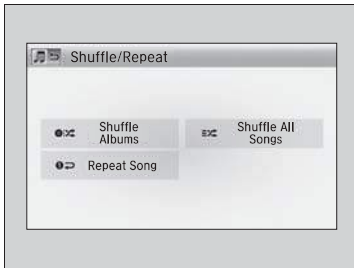 Shuffle/Repeat
Shuffle
Albums
Shuffle All
Songs
Repeat Song